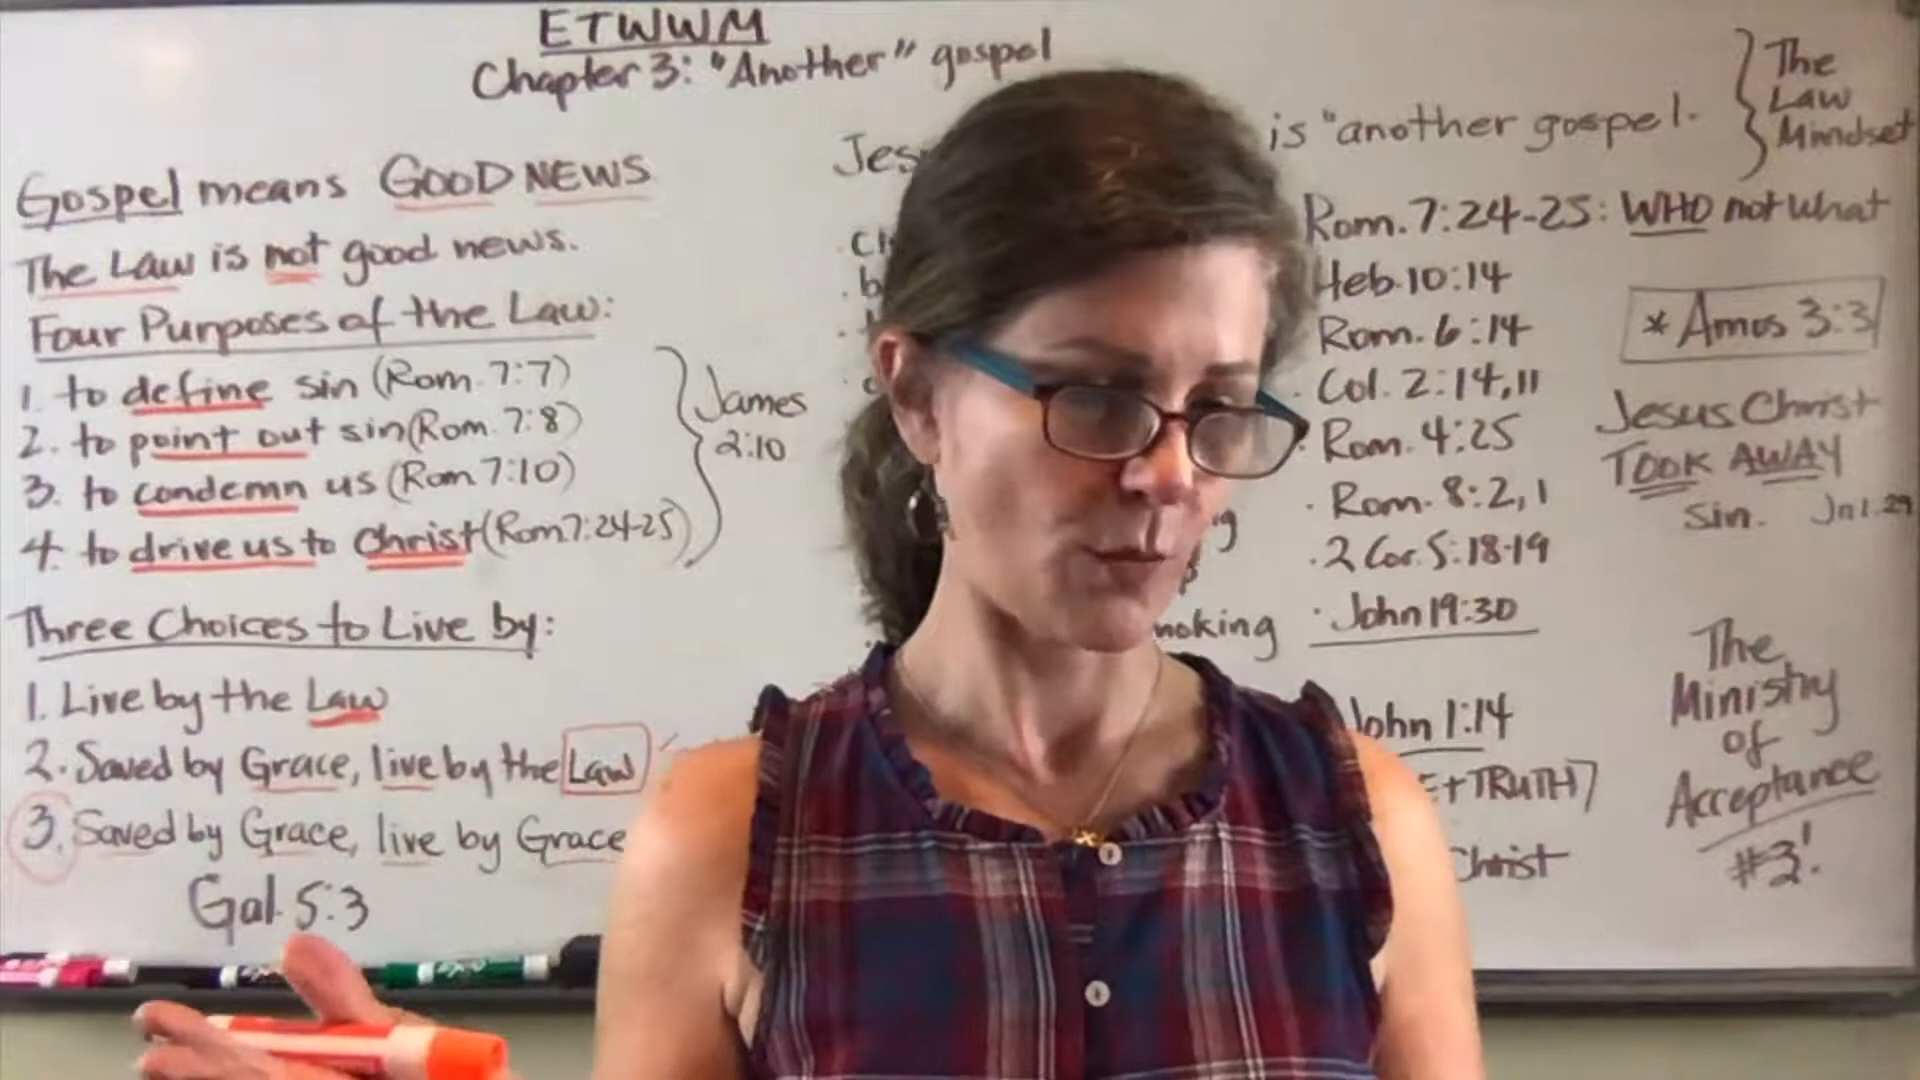 ETWWM
Chapter 3: "Another" gospel
Gospel means GOOD NEWS
The Law is not good news.
Four Purposes of the Law:
1. to define sin (Rom. 7:7)
2. to point out sin (Rom. 7:8)
3. to condemn us (Rom 7:10)
4. to drive us to Christ (Rom 7:24-25)
James
2:10
Three Choices to Live by:
1. Live by the Law
2. Saved by Grace, live by the Law
3. Saved by Grace, live by Grace
Gal. 5:3
is "another gospel.
The
Law
Mindset
Rom. 7:24-25: WHO not what
Heb. 10:14
Rom. 6:14
· Col. 2:14,11
· Rom. 4:25
· Rom. 8:2,1
· 2 Cor. 5:18-19
· John 19:30
John 1:14
+ TRUTH
Christ
* Amos 3:3
Jesus Christ
TOOK AWAY
Sin. Jn 1:29
The
Ministry
of
Acceptance
#3!